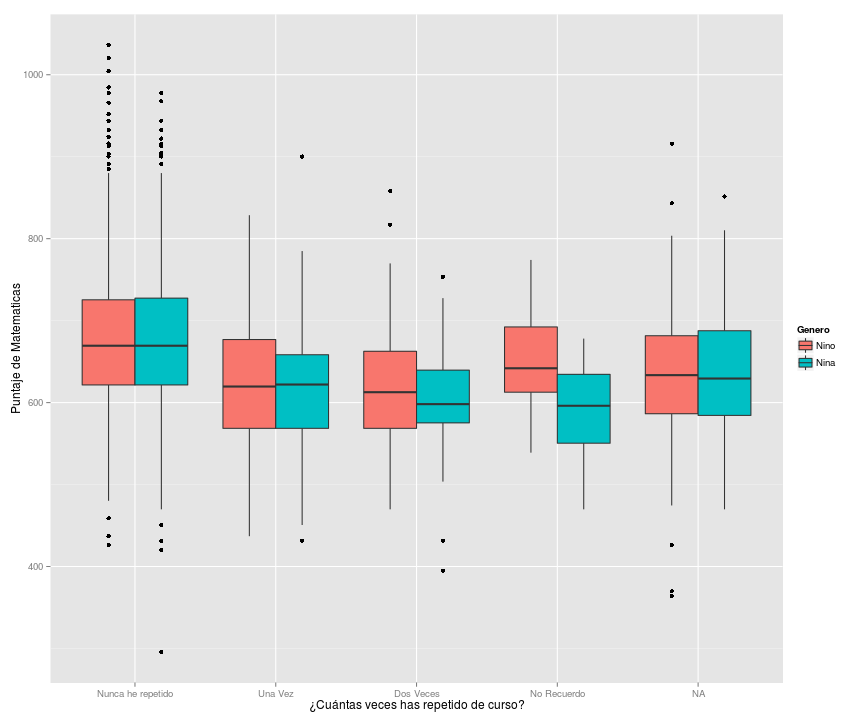 1000
800
600
400
Puntaje de Matematicas
Nunca he repetido
Una Vez
Dos Veces
No Recuerdo
NA
¿Cuántas veces has repetido de curso?
Genero
Nino
Nina